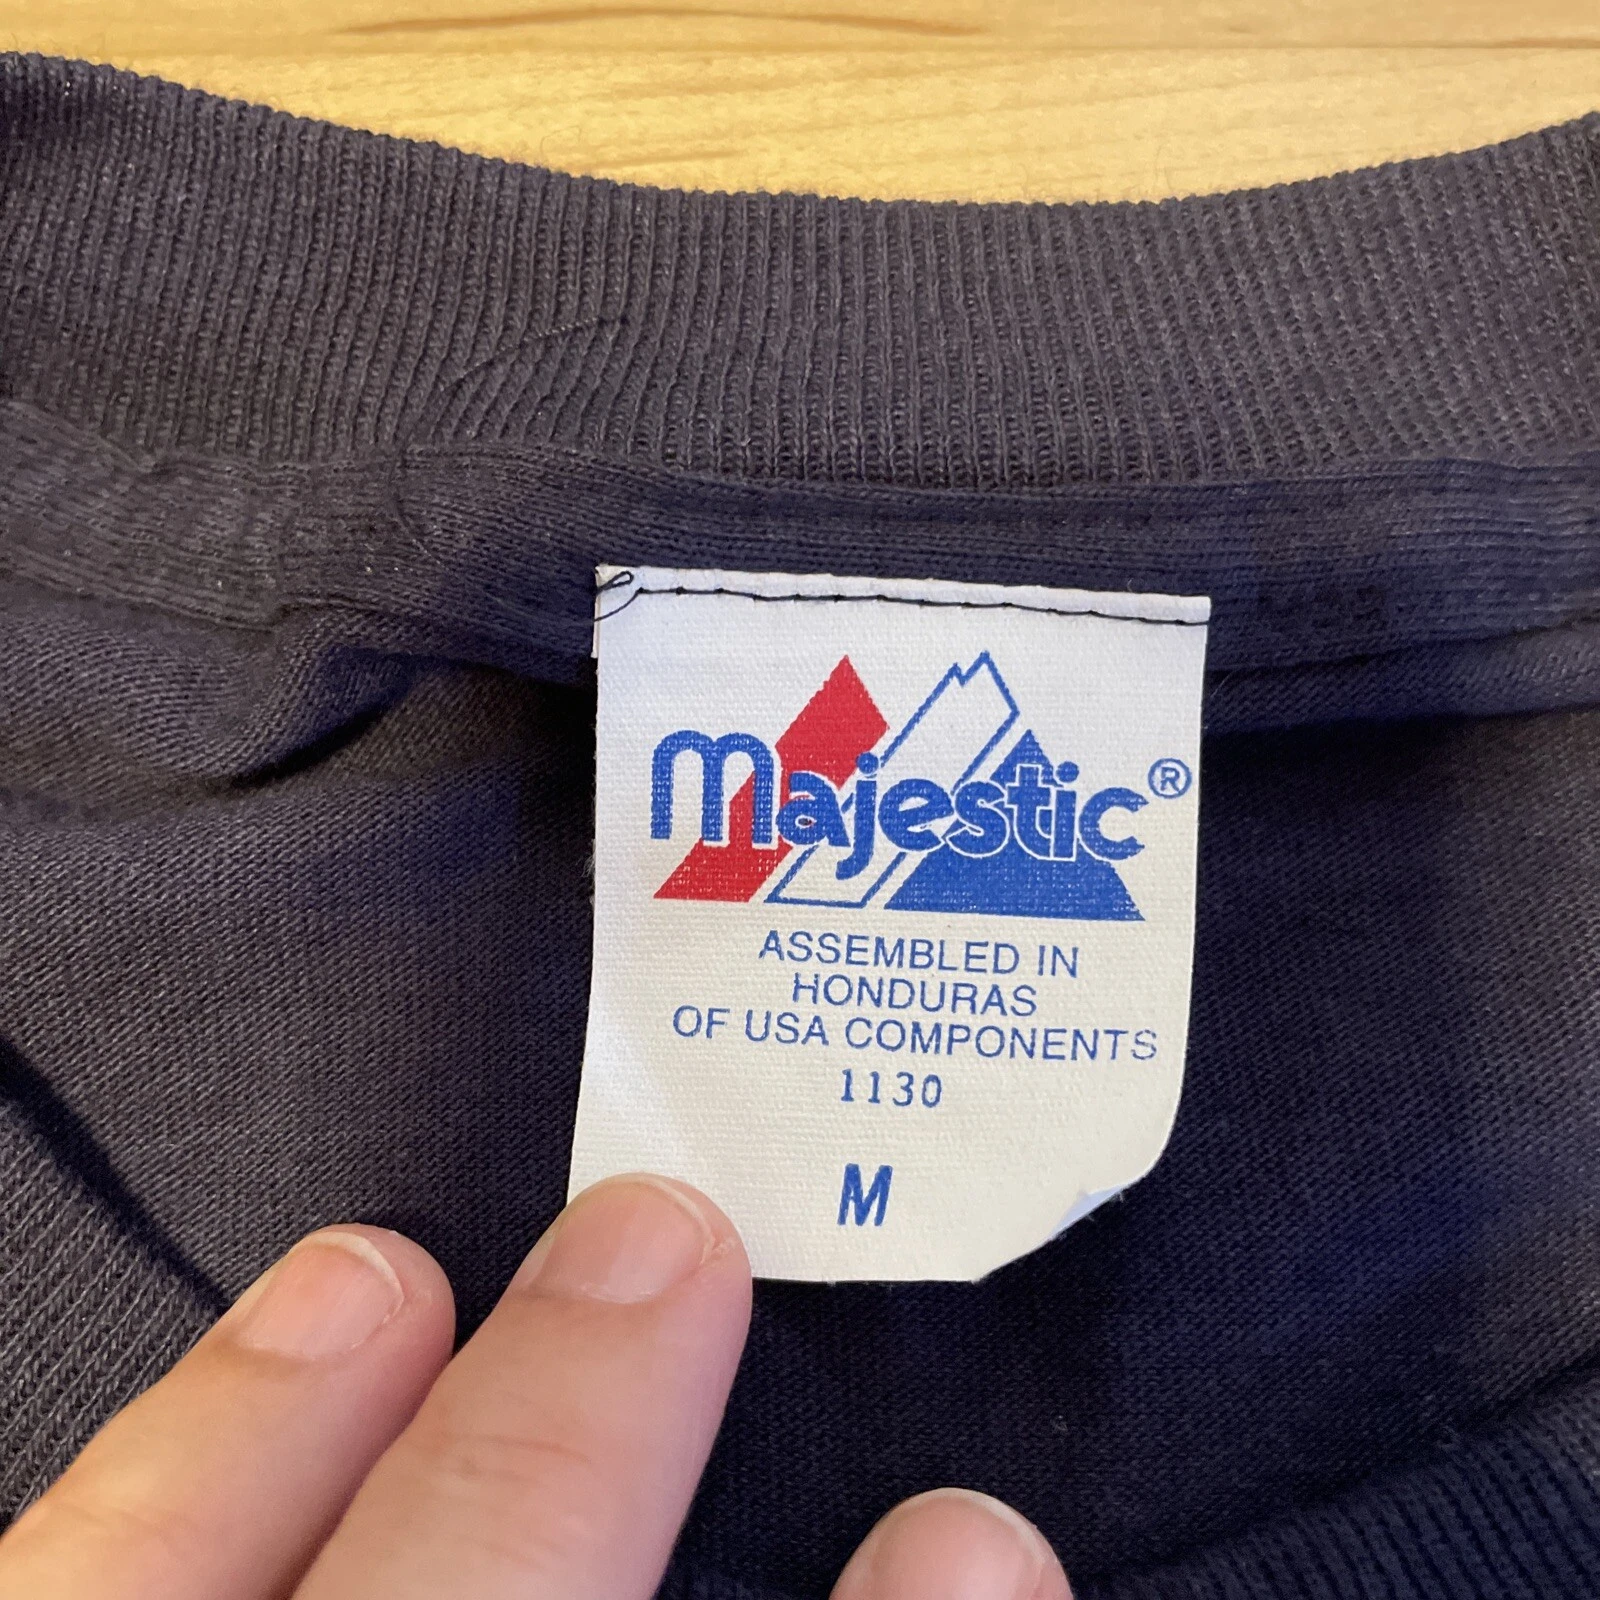 Majestic®
ASSEMBLED IN
HONDURAS
OF USA COMPONENTS
1130
M